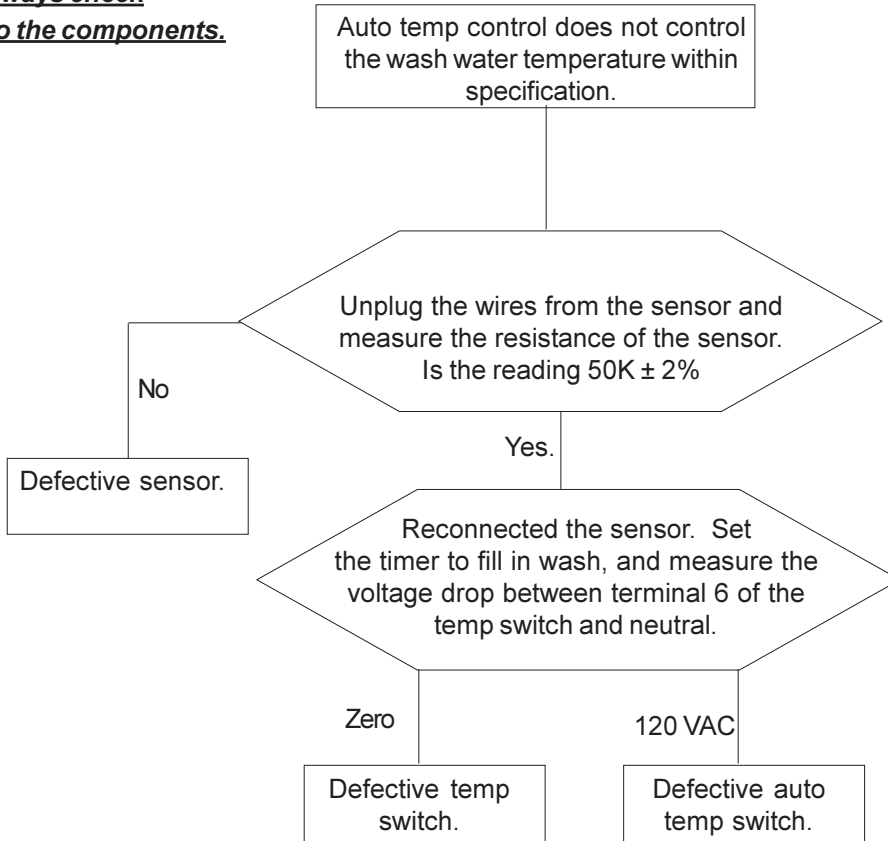 always check
to the components.
Auto temp control does not control
the wash water temperature within
specification.
Unplug the wires from the sensor and
measure the resistance of the sensor.
Is the reading 50K ± 2%
No
Yes.
Defective sensor.
Reconnected the sensor. Set
the timer to fill in wash, and measure the
voltage drop between terminal 6 of the
temp switch and neutral.
Zero
120 VAC
Defective temp
switch.
Defective auto
temp switch.